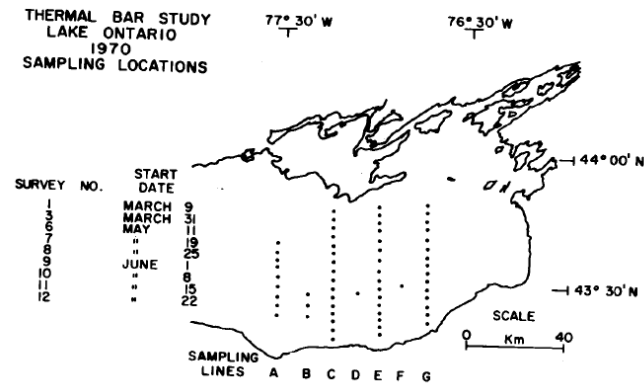 THERMAL BAR STUDY
LAKE ONTARIO
1970
SAMPLING LOCATIONS
77° 30' W
76° 30' W
44° 00' N
43° 30' N
SURVEY NO. START DATE
1 MARCH 9
3 MARCH 31
6 MAY 11
7 " 19
8 " 25
9 JUNE 1
10 " 8
11 " 15
12 " 22
SCALE
0 Km 40
SAMPLING LINES A B C D E F G